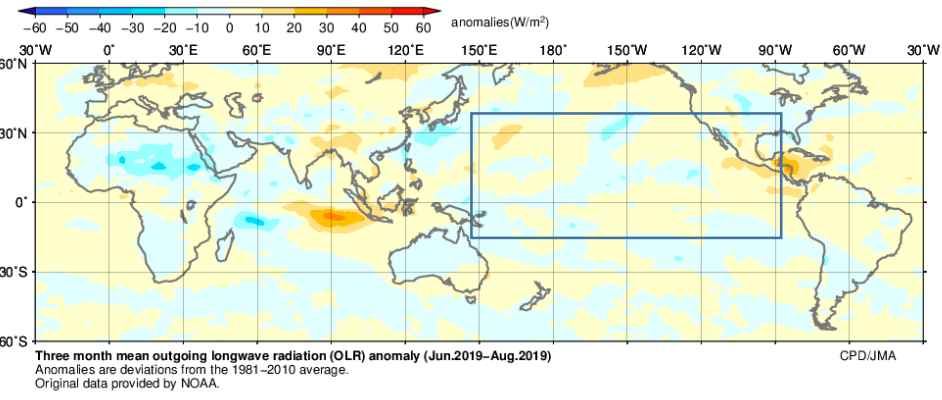 −60 −50 −40 −30 −20 −10 0 10 20 30 40 50 60 anomalies(W/m²)
30°W 0° 30°E 60°E 90°E 120°E 150°E 180° 150°W 120°W 90°W 60°W 30°W
60°N
30°N
0°
30°S
60°S
Three month mean outgoing longwave radiation (OLR) anomaly (Jun.2019−Aug.2019) CPD/JMA
Anomalies are deviations from the 1981−2010 average.
Original data provided by NOAA.